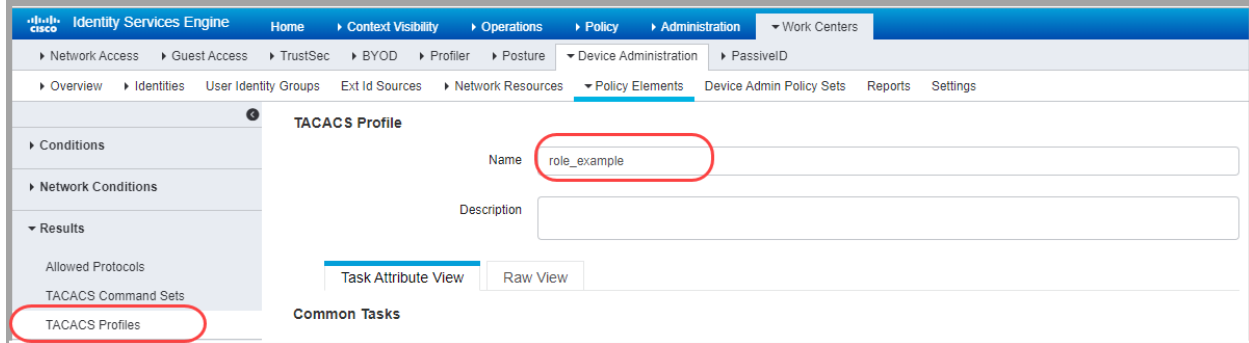 cisco Identity Services Engine Home Context Visibility Operations Policy Administration Work Centers
Network Access Guest Access TrustSec BYOD Profiler Posture Device Administration PassiveID
Overview Identities User Identity Groups Ext Id Sources Network Resources Policy Elements Device Admin Policy Sets Reports Settings
Conditions
Network Conditions
Results
Allowed Protocols
TACACS Command Sets
TACACS Profiles
TACACS Profile
Name role_example
Description
Task Attribute View Raw View
Common Tasks